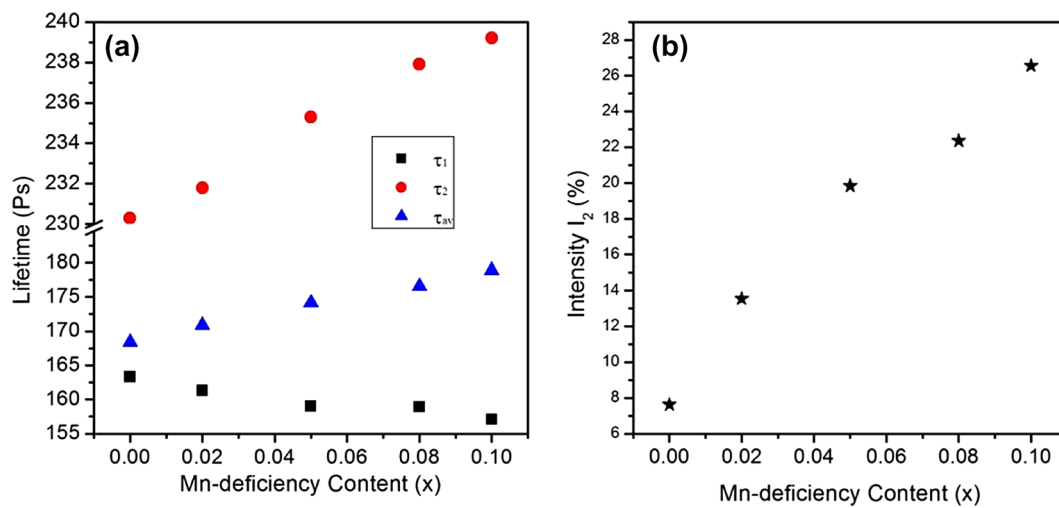 (a)
240
238
236
234
232
230
180
175
170
165
160
155
Lifetime (Ps)
τ1
τ2
τav
0.00 0.02 0.04 0.06 0.08 0.10
Mn-deficiency Content (x)
(b)
28
26
24
22
20
18
16
14
12
10
8
6
Intensity I2 (%)
0.00 0.02 0.04 0.06 0.08 0.10
Mn-deficiency Content (x)